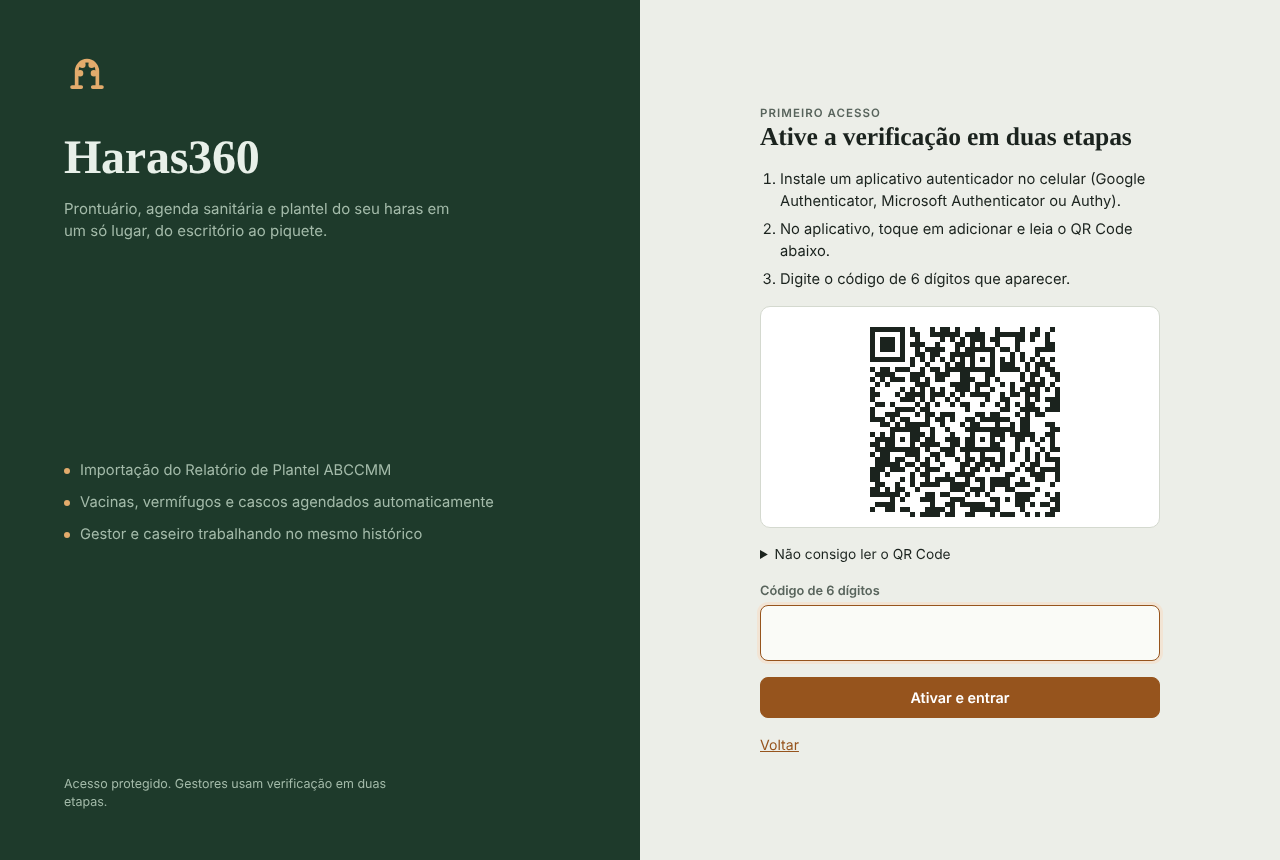 Haras360
Prontuário, agenda sanitária e plantel do seu haras em
um só lugar, do escritório ao piquete.
Importação do Relatório de Plantel ABCCMM
Vacinas, vermífugos e cascos agendados automaticamente
Gestor e caseiro trabalhando no mesmo histórico
Acesso protegido. Gestores usam verificação em duas
etapas.
PRIMEIRO ACESSO
Ative a verificação em duas etapas
1. Instale um aplicativo autenticador no celular (Google
Authenticator, Microsoft Authenticator ou Authy).
2. No aplicativo, toque em adicionar e leia o QR Code
abaixo.
3. Digite o código de 6 dígitos que aparecer.
Não consigo ler o QR Code
Código de 6 dígitos
Ativar e entrar
Voltar